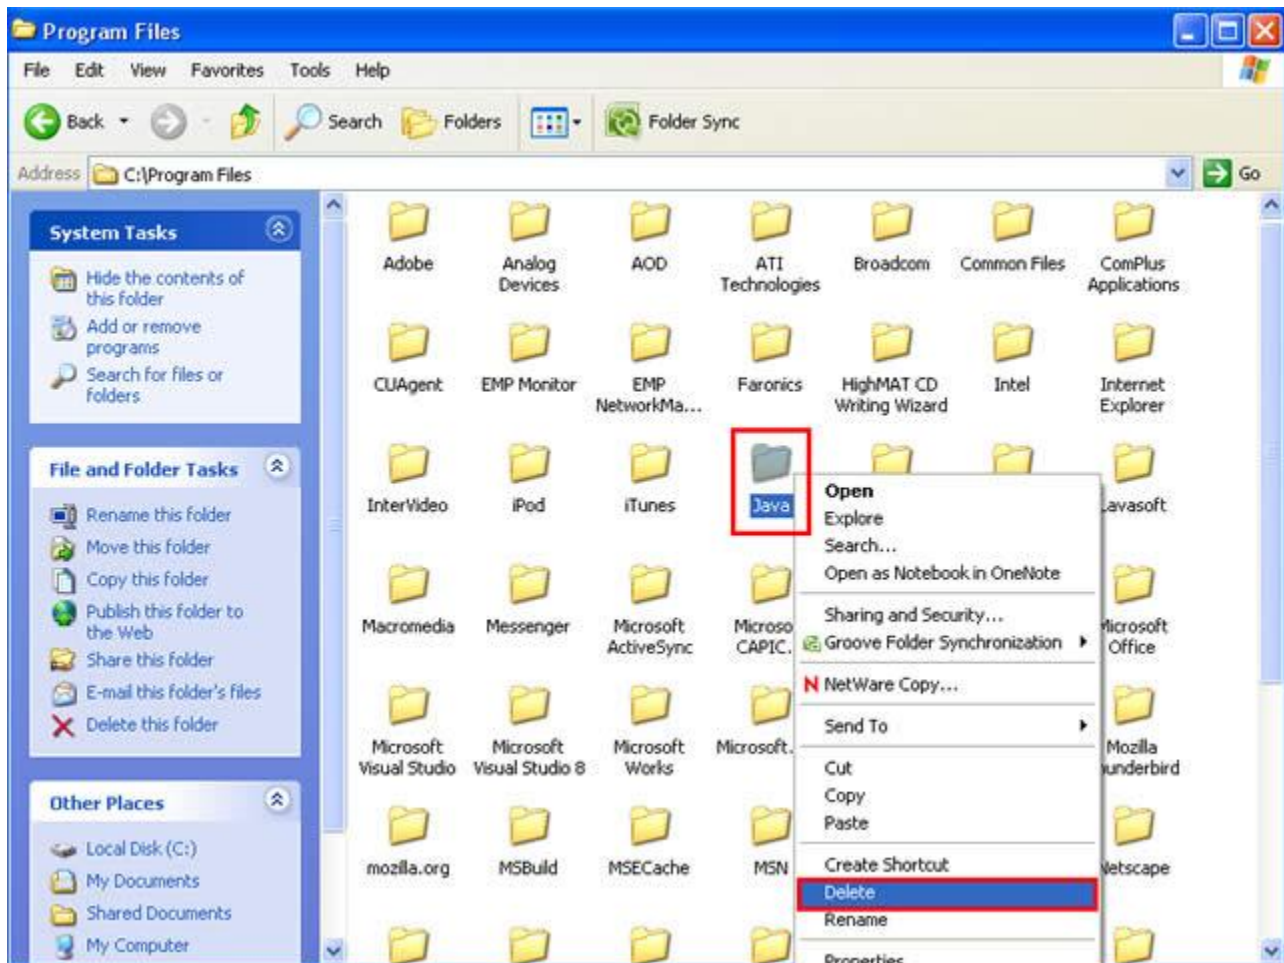 Program Files
File Edit View Favorites Tools Help
Back Search Folders Folder Sync
Address C:\Program Files Go
System Tasks
Hide the contents of
this folder
Add or remove
programs
Search for files or
folders
File and Folder Tasks
Rename this folder
Move this folder
Copy this folder
Publish this folder to
the Web
Share this folder
E-mail this folder's files
Delete this folder
Other Places
Local Disk (C:)
My Documents
Shared Documents
My Computer
Adobe
Analog
Devices
AOD
ATI
Technologies
Broadcom
Common Files
ComPlus
Applications
CUAgent
EMP Monitor
EMP
NetworkMa...
Faronics
HighMAT CD
Writing Wizard
Intel
Internet
Explorer
InterVideo
iPod
iTunes
Java
Macromedia
Messenger
Microsoft
ActiveSync
CAPIC.
Microsoft
Office
Microsoft
Visual Studio
Microsoft
Visual Studio 8
Microsoft
Works
Microsoft.
Mozilla
mozilla.org
MSBuild
MSECache
MSN
Open
Explore
Search...
Open as Notebook in OneNote
Sharing and Security...
Groove Folder Synchronization
N NetWare Copy...
Send To
Cut
Copy
Paste
Create Shortcut
Delete
Rename
Properties